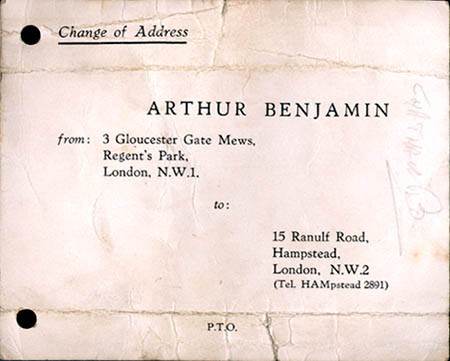 Change of Address
ARTHUR BENJAMIN
from: 3 Gloucester Gate Mews,
Regent's Park,
London, N.W.1.
to:
15 Ranulf Road,
Hampstead,
London, N.W.2
(Tel. HAMpstead 2891)
P.T.O.